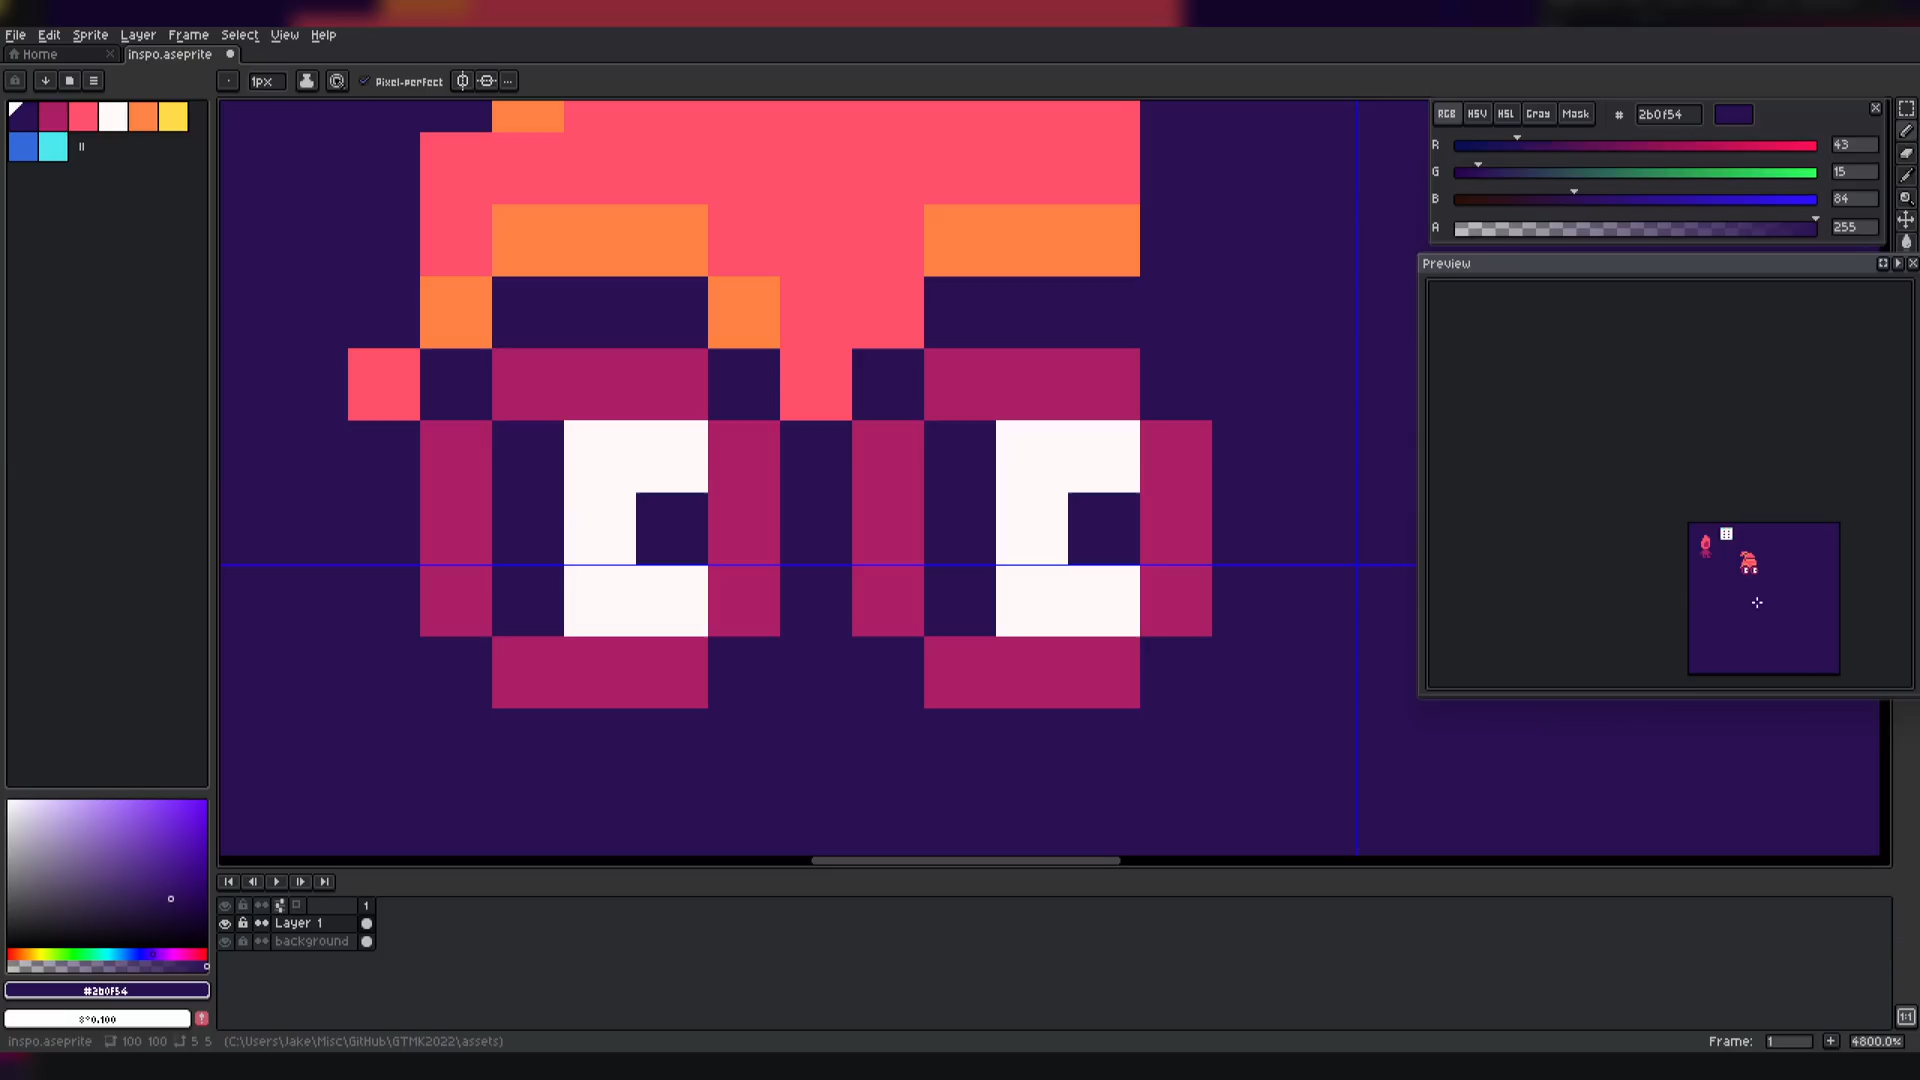 File Edit Sprite Layer Frame Select View Help
Home inspo.aseprite
1px Pixel-perfect
RGB HSV HSL Gray Mask # 2b0f54
R 43
G 15
B 84
A 255
Preview
1
Layer 1
background
#2b0f54
inspo.aseprite 100 100 5 5 (C:\Users\Jake\Misc\GitHub\GTMK2022\assets)
1:1
Frame: 1 + 4800.0%